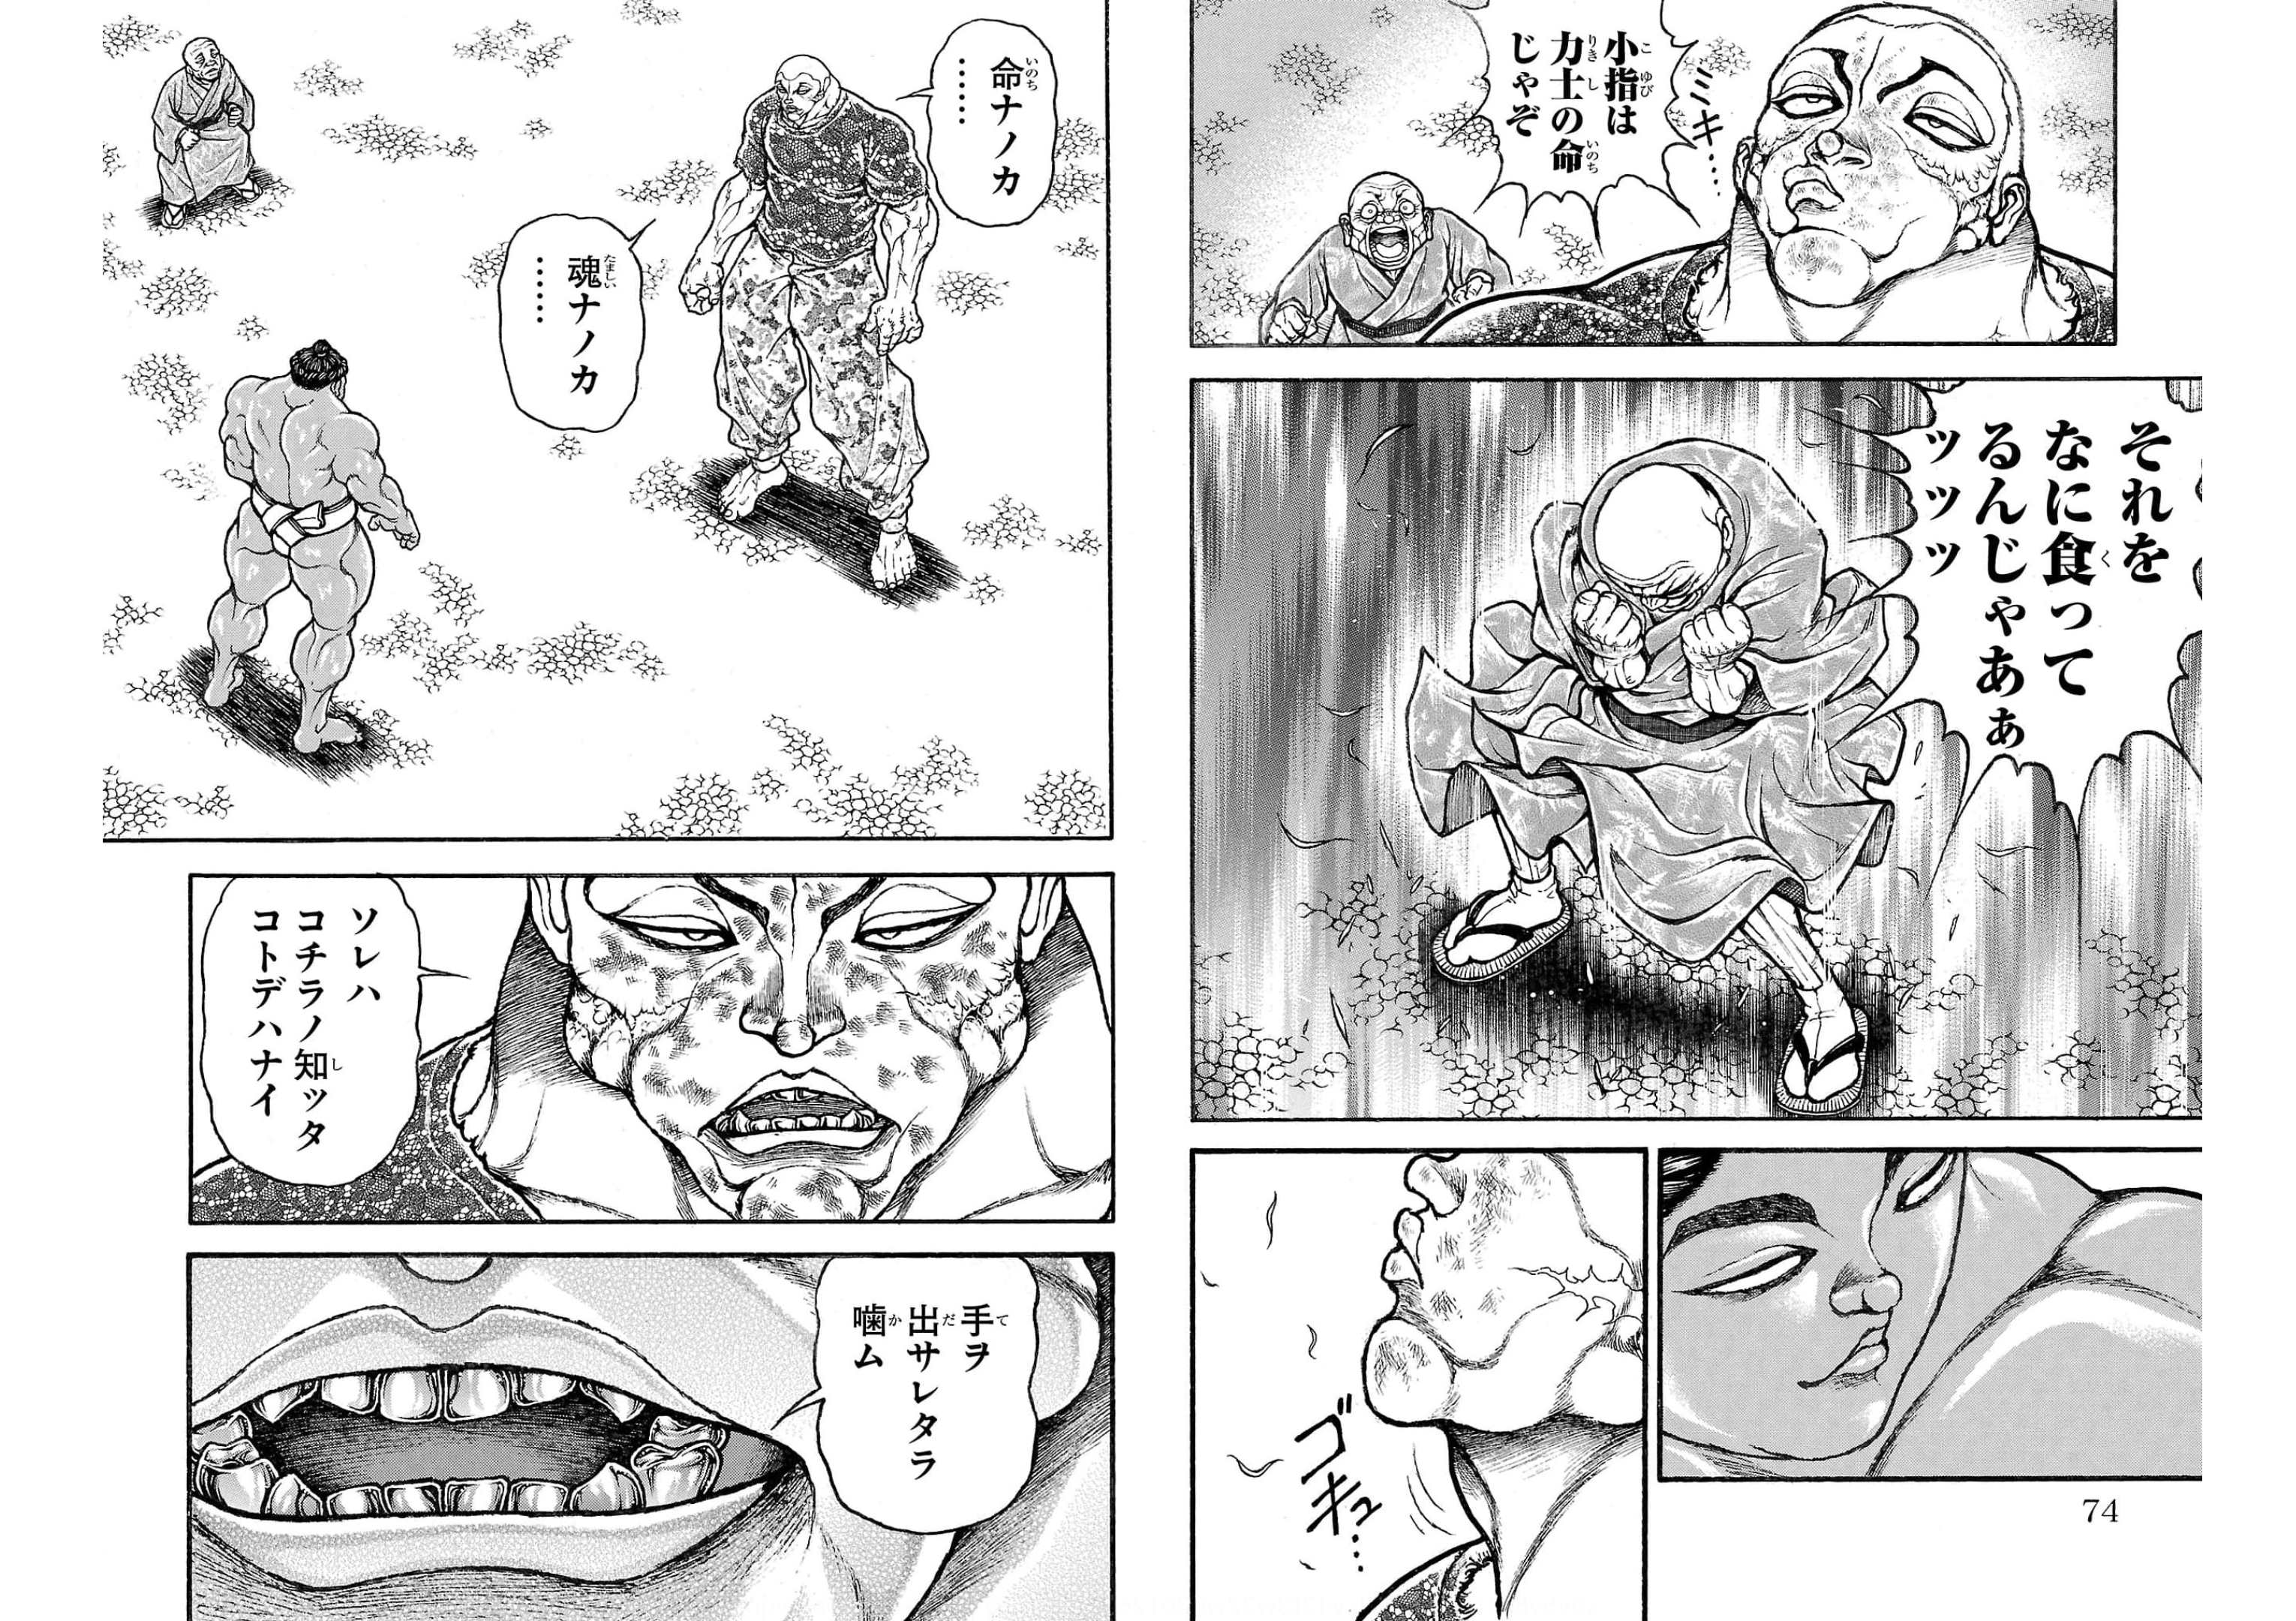 ミキ…
小指は
力士の命
じゃぞ
それを
なに食って
るんじゃあぁ
ッッッ
ゴキュ…
74
命ナノカ
……
魂ナノカ
……
ソレハ
コチラノ知ッタ
コトデハナイ
手ヲ
出サレタラ
噛ム